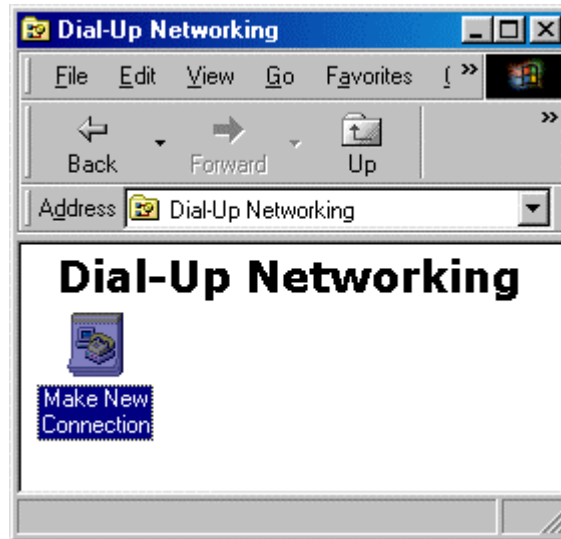 Dial-Up Networking
File Edit View Go Favorites »
Back Forward Up »
Address Dial-Up Networking
Dial-Up Networking
Make New
Connection